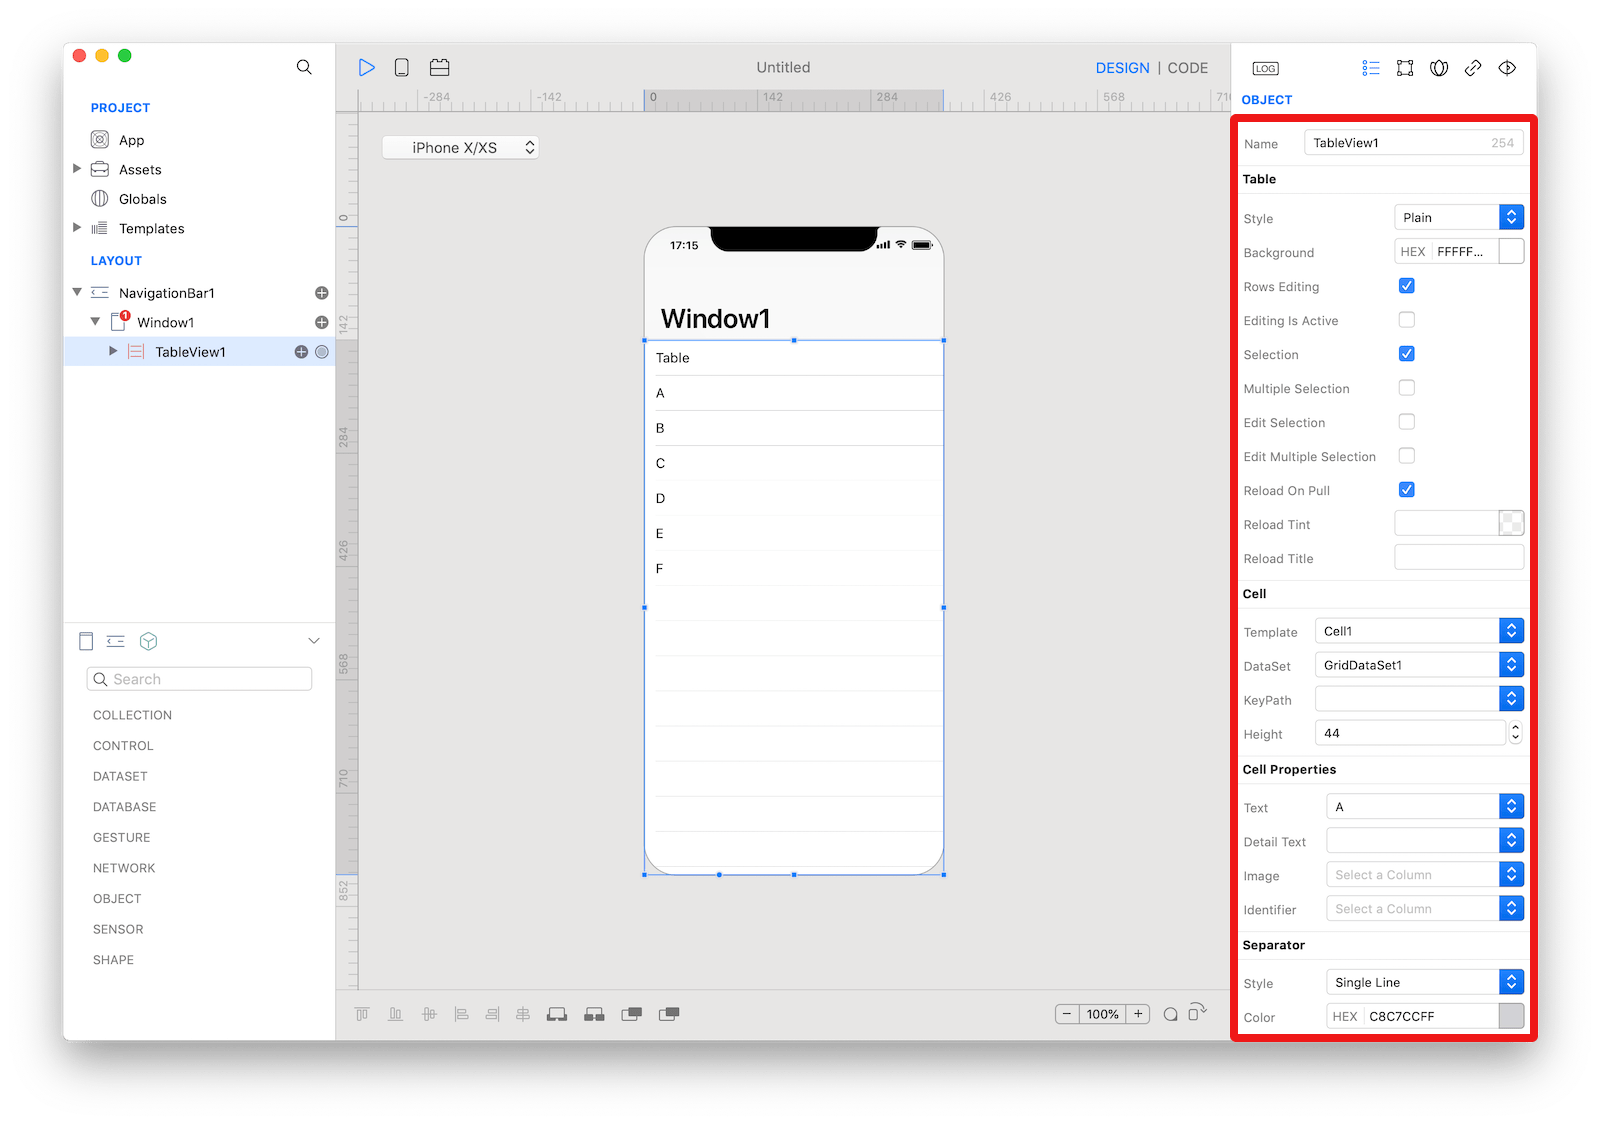 PROJECT
App
Assets
Globals
Templates
LAYOUT
NavigationBar1
1
Window1
TableView1
Search
COLLECTION
CONTROL
DATASET
DATABASE
GESTURE
NETWORK
OBJECT
SENSOR
SHAPE
Untitled
DESIGN | CODE
-284 -142 0 142 284 426 568 710
0
142
284
426
568
710
852
iPhone X/XS
17:15
Window1
Table
A
B
C
D
E
F
100%
LOG
OBJECT
Name TableView1 254
Table
Style Plain
Background HEX FFFFF...
Rows Editing
Editing Is Active
Selection
Multiple Selection
Edit Selection
Edit Multiple Selection
Reload On Pull
Reload Tint
Reload Title
Cell
Template Cell1
DataSet GridDataSet1
KeyPath
Height 44
Cell Properties
Text A
Detail Text
Image Select a Column
Identifier Select a Column
Separator
Style Single Line
Color HEX C8C7CCFF